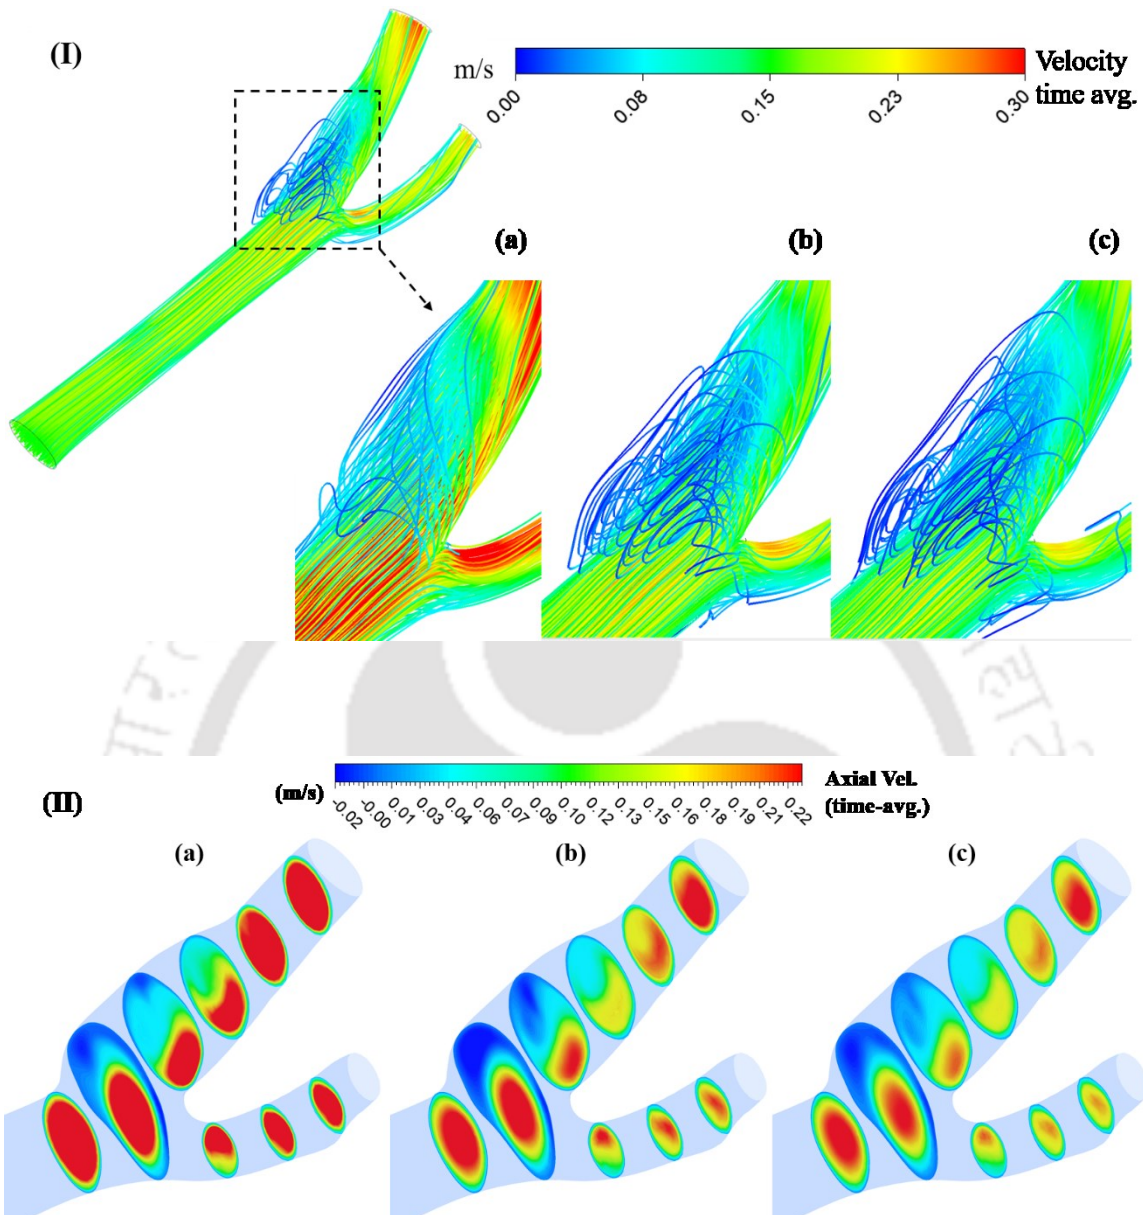 (I)
m/s
Velocity
time avg.
0.00 0.08 0.15 0.23 0.30
(a) (b) (c)
हा
(II)
(m/s)
Axial Vel.
(time-avg.)
-0.02 -0.00 0.01 0.03 0.04 0.06 0.07 0.09 0.10 0.12 0.13 0.15 0.16 0.18 0.19 0.21 0.22
(a) (b) (c)